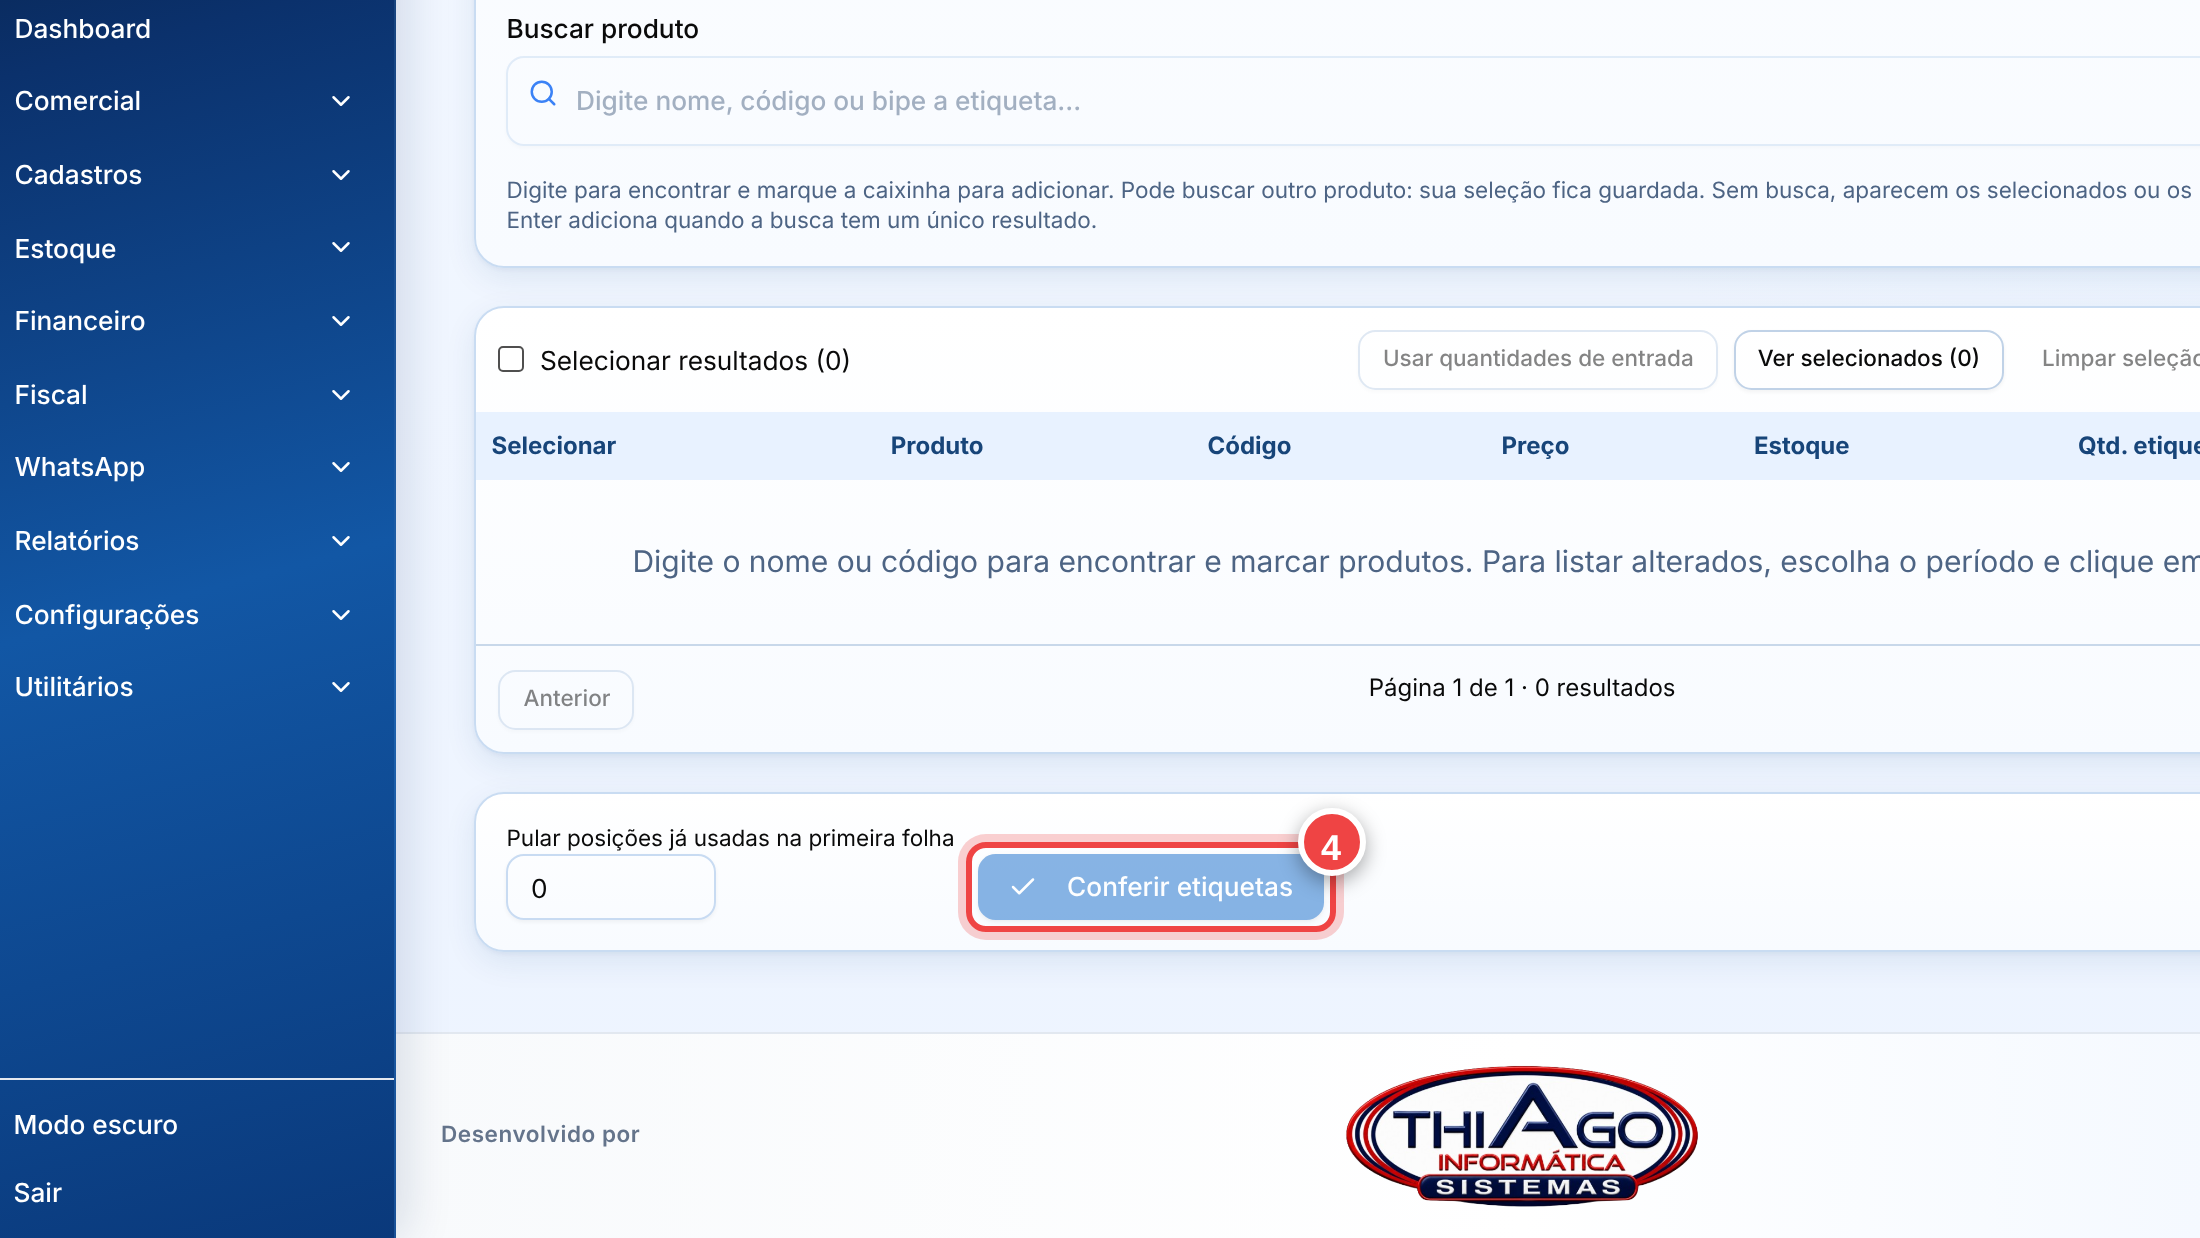 Dashboard
Comercial
Cadastros
Estoque
Financeiro
Fiscal
WhatsApp
Relatórios
Configurações
Utilitários
Modo escuro
Sair
Buscar produto
Digite nome, código ou bipe a etiqueta...
Digite para encontrar e marque a caixinha para adicionar. Pode buscar outro produto: sua seleção fica guardada. Sem busca, aparecem os selecionados ou os
Enter adiciona quando a busca tem um único resultado.
Selecionar resultados (0)
Usar quantidades de entrada
Ver selecionados (0)
Limpar seleção
Selecionar Produto Código Preço Estoque Qtd. etique
Digite o nome ou código para encontrar e marcar produtos. Para listar alterados, escolha o período e clique em
Anterior
Página 1 de 1 · 0 resultados
Pular posições já usadas na primeira folha
0
Conferir etiquetas
4
Desenvolvido por
THIAGO
INFORMÁTICA
SISTEMAS